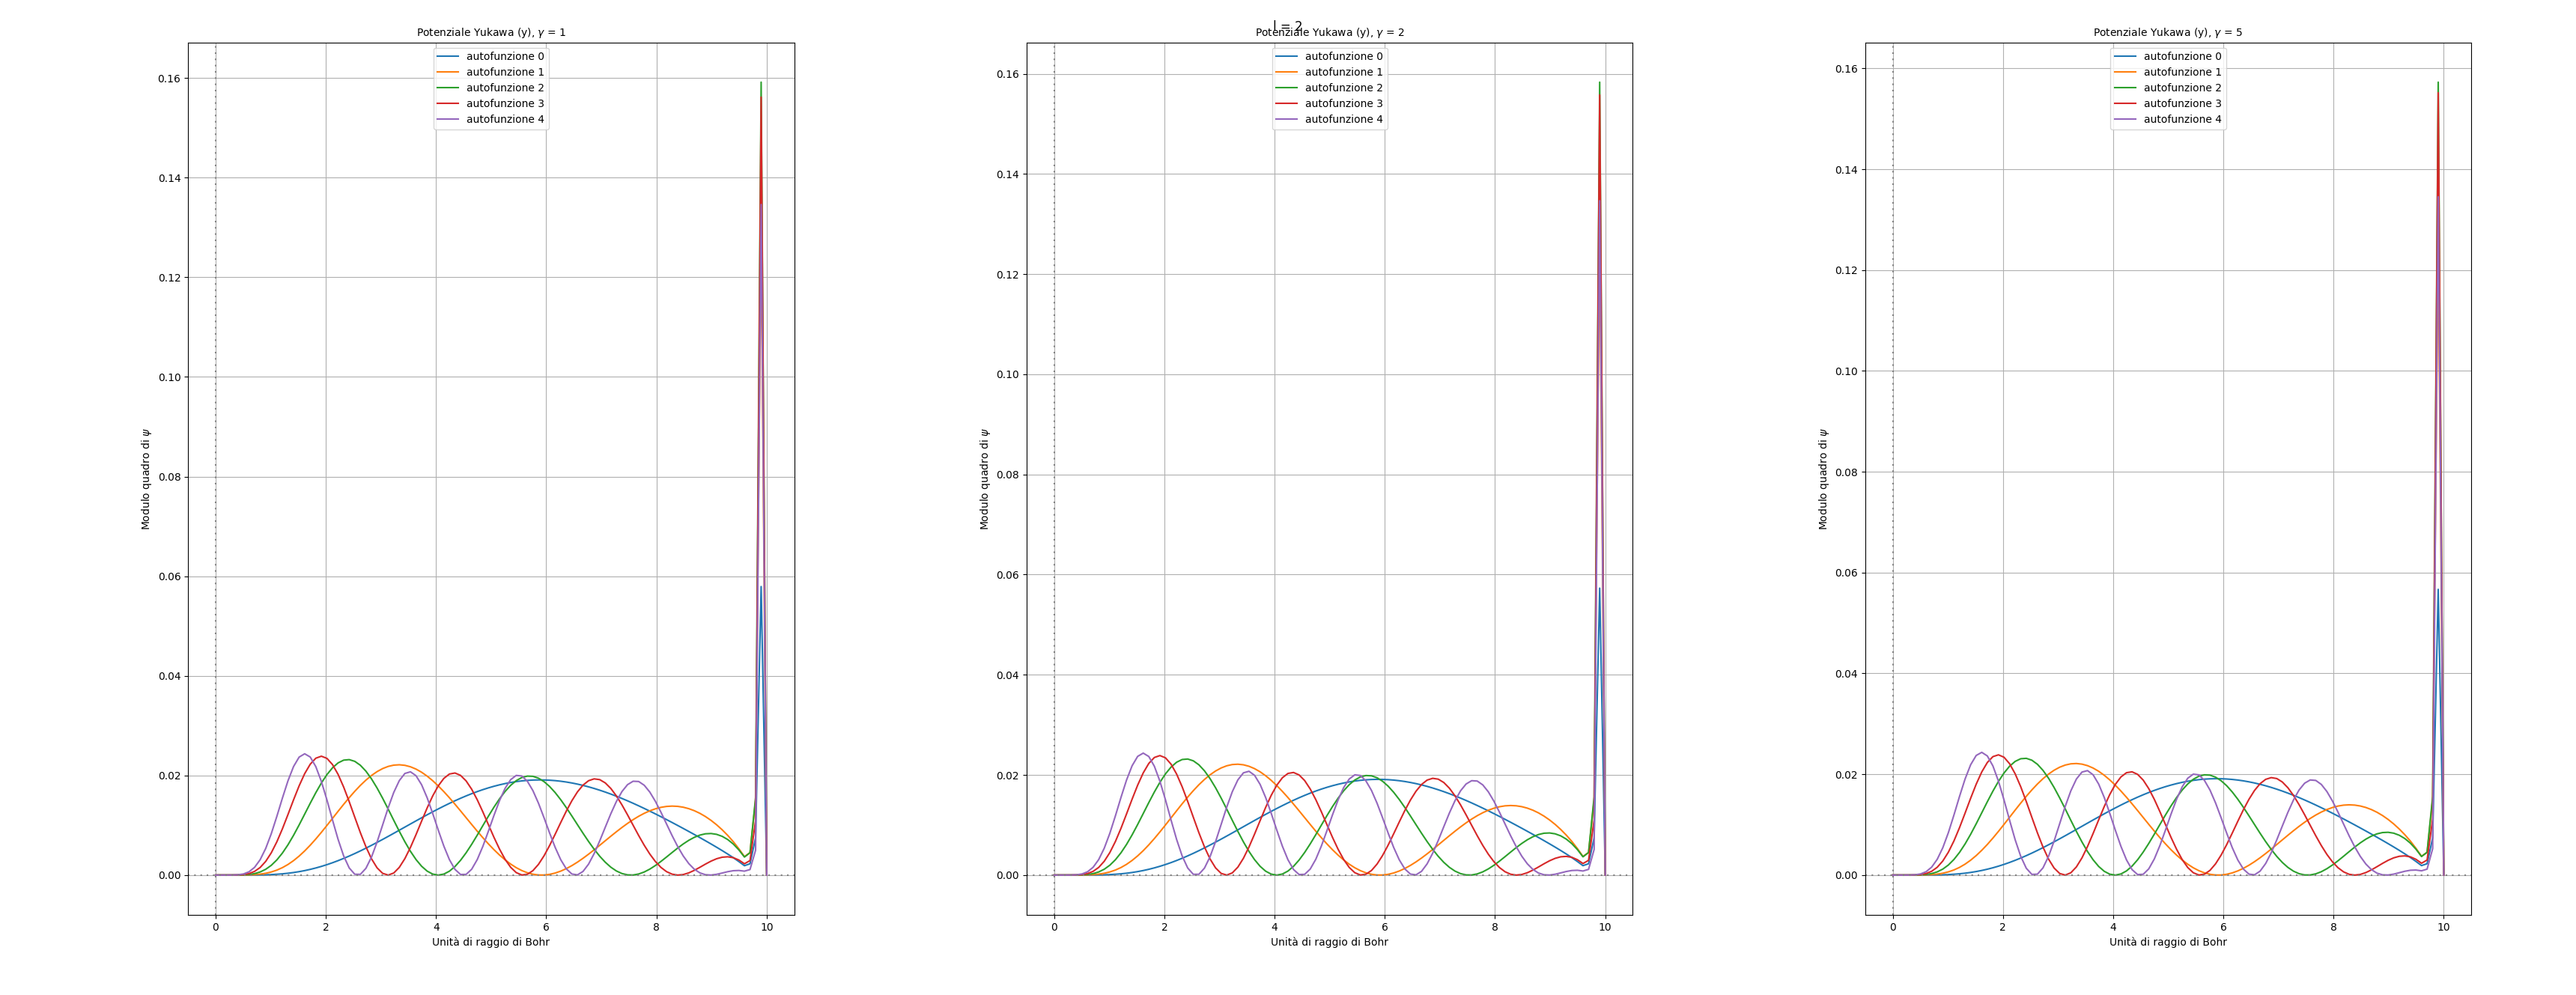 l = 2
Potenziale Yukawa (y), γ = 1
autofunzione 0
autofunzione 1
autofunzione 2
autofunzione 3
autofunzione 4
Modulo quadro di ψ
0.16
0.14
0.12
0.10
0.08
0.06
0.04
0.02
0.00
0 2 4 6 8 10
Unità di raggio di Bohr
Potenziale Yukawa (y), γ = 2
autofunzione 0
autofunzione 1
autofunzione 2
autofunzione 3
autofunzione 4
Modulo quadro di ψ
0.16
0.14
0.12
0.10
0.08
0.06
0.04
0.02
0.00
0 2 4 6 8 10
Unità di raggio di Bohr
Potenziale Yukawa (y), γ = 5
autofunzione 0
autofunzione 1
autofunzione 2
autofunzione 3
autofunzione 4
Modulo quadro di ψ
0.16
0.14
0.12
0.10
0.08
0.06
0.04
0.02
0.00
0 2 4 6 8 10
Unità di raggio di Bohr